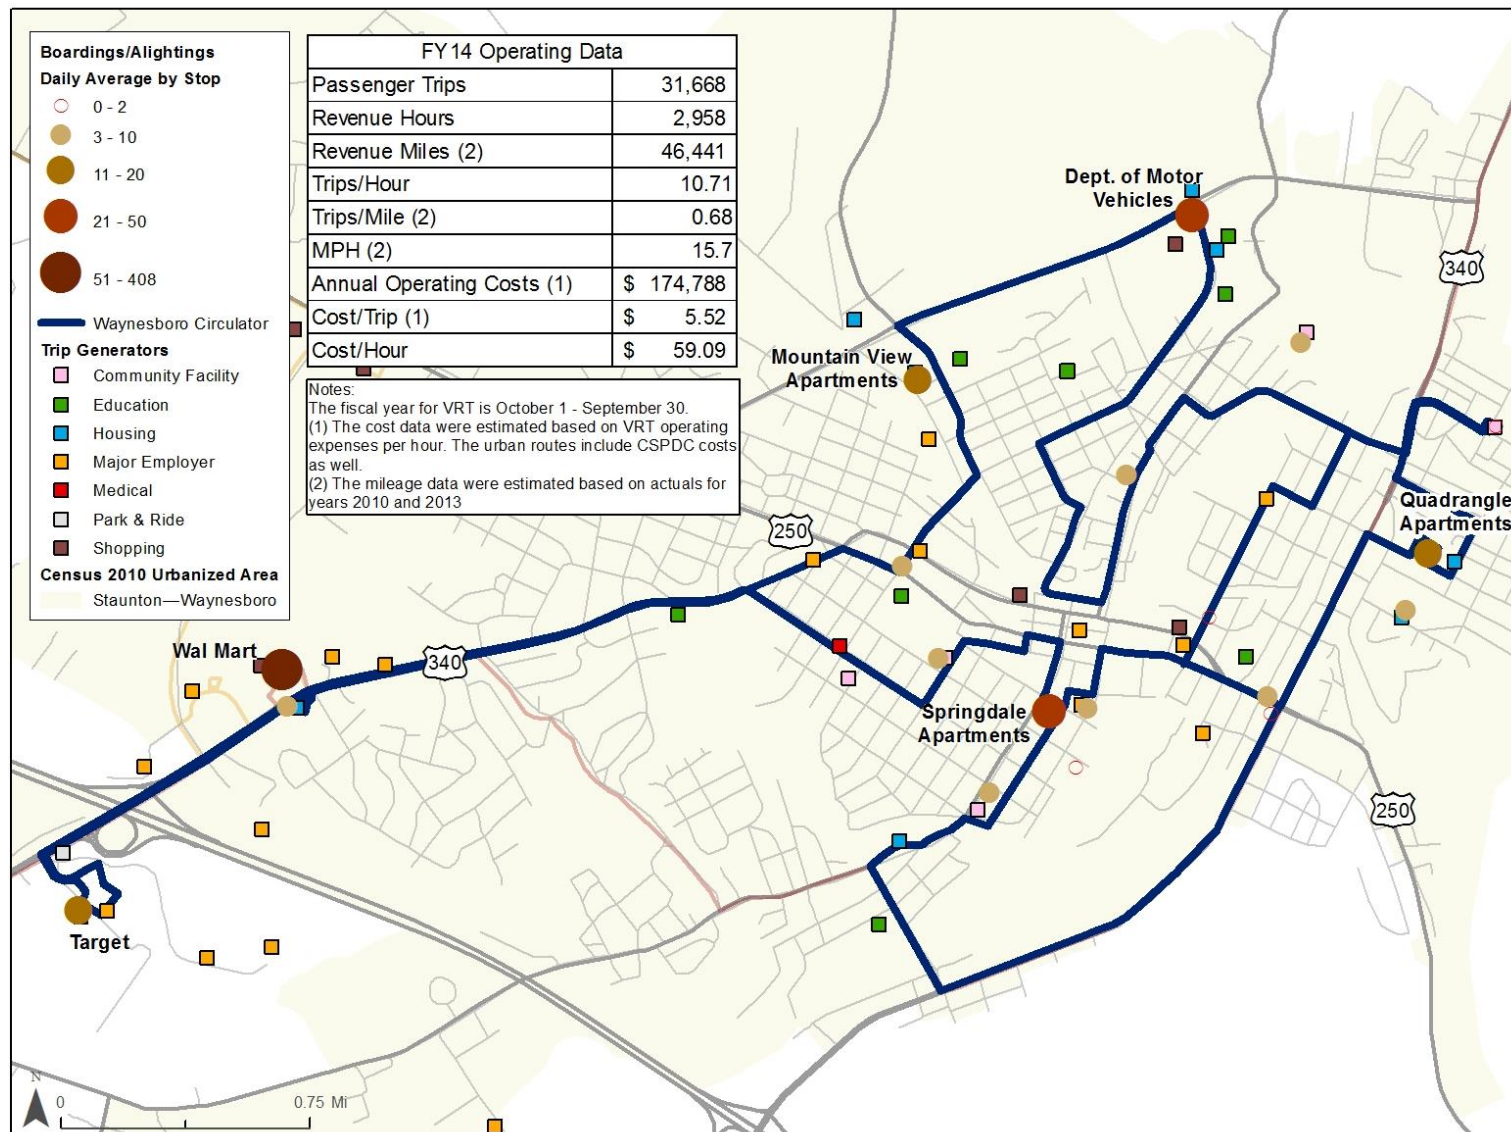 Boardings/Alightings
Daily Average by Stop
0 - 2
3 - 10
11 - 20
21 - 50
51 - 408
Waynesboro Circulator
Trip Generators
Community Facility
Education
Housing
Major Employer
Medical
Park & Ride
Shopping
Census 2010 Urbanized Area
Staunton—Waynesboro
FY14 Operating Data
Passenger Trips 31,668
Revenue Hours 2,958
Revenue Miles (2) 46,441
Trips/Hour 10.71
Trips/Mile (2) 0.68
MPH (2) 15.7
Annual Operating Costs (1) $ 174,788
Cost/Trip (1) $ 5.52
Cost/Hour $ 59.09
Notes:
The fiscal year for VRT is October 1 - September 30.
(1) The cost data were estimated based on VRT operating
expenses per hour. The urban routes include CSPDC costs
as well.
(2) The mileage data were estimated based on actuals for
years 2010 and 2013
Dept. of Motor
Vehicles
340
Mountain View
Apartments
Quadrangle
Apartments
250
Wal Mart
340
Springdale
Apartments
250
Target
N
0 0.75 Mi